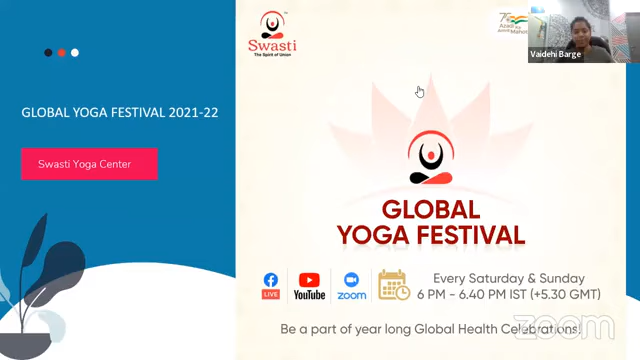 GLOBAL YOGA FESTIVAL 2021-22
Swasti Yoga Center
Swasti
The Spirit of Union
Azadi
Vaidehi Barge
GLOBAL
YOGA FESTIVAL
LIVE
YouTube
zoom
Every Saturday & Sunday
6 PM – 6.40 PM IST (+5.30 GMT)
Be a part of year long Global Health Celebrations!
zoom